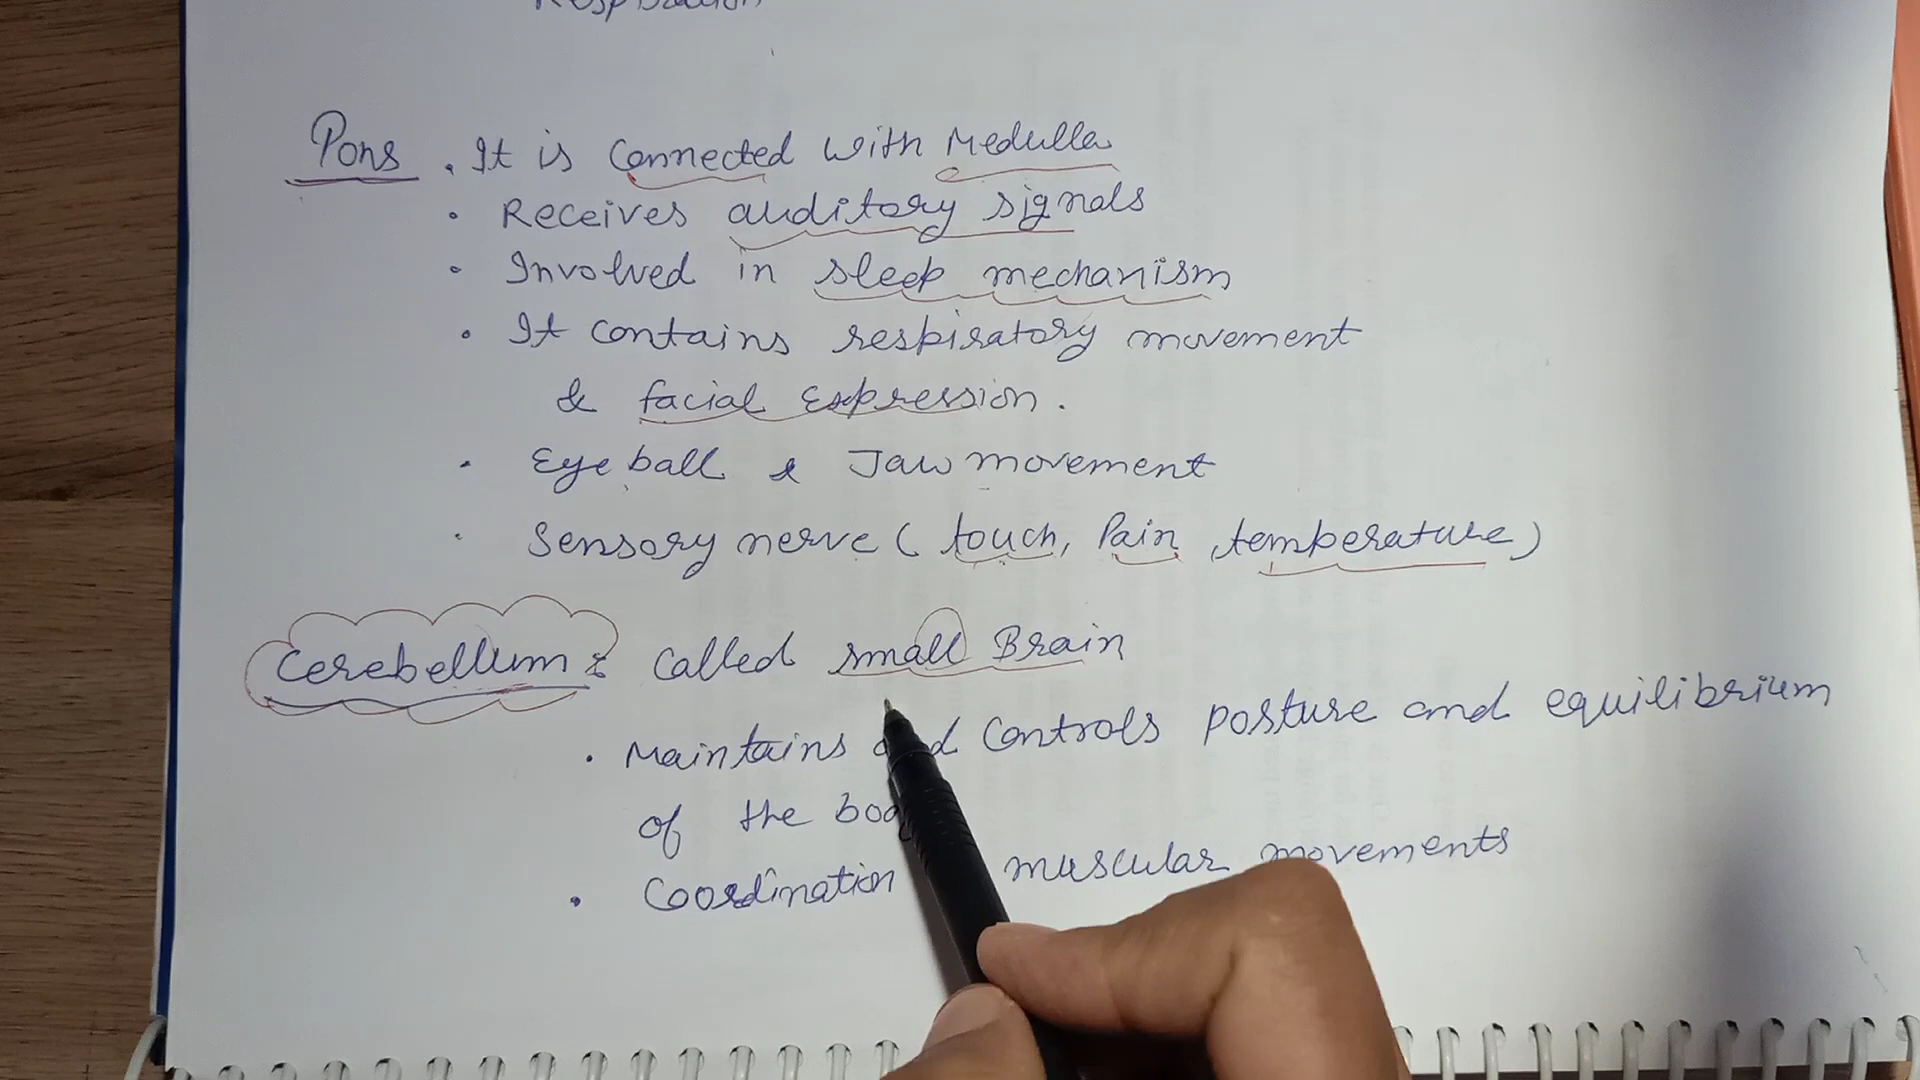 Respiration
Pons . It is Connected with Medulla
• Receives auditory signals
• Involved in sleep mechanism
• It contains respiratory movement
& facial expression.
• Eye ball & Jaw movement
• Sensory nerve ( touch, Pain, temperature)
Cerebellum : called small Brain
• Maintains and Controls posture and equilibrium
of the
• Coordination muscular movements